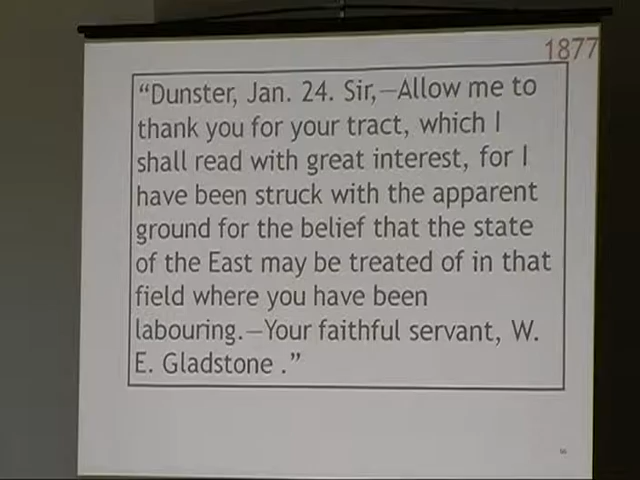 1877
“Dunster, Jan. 24. Sir,—Allow me to
thank you for your tract, which I
shall read with great interest, for I
have been struck with the apparent
ground for the belief that the state
of the East may be treated of in that
field where you have been
labouring.—Your faithful servant, W.
E. Gladstone .”